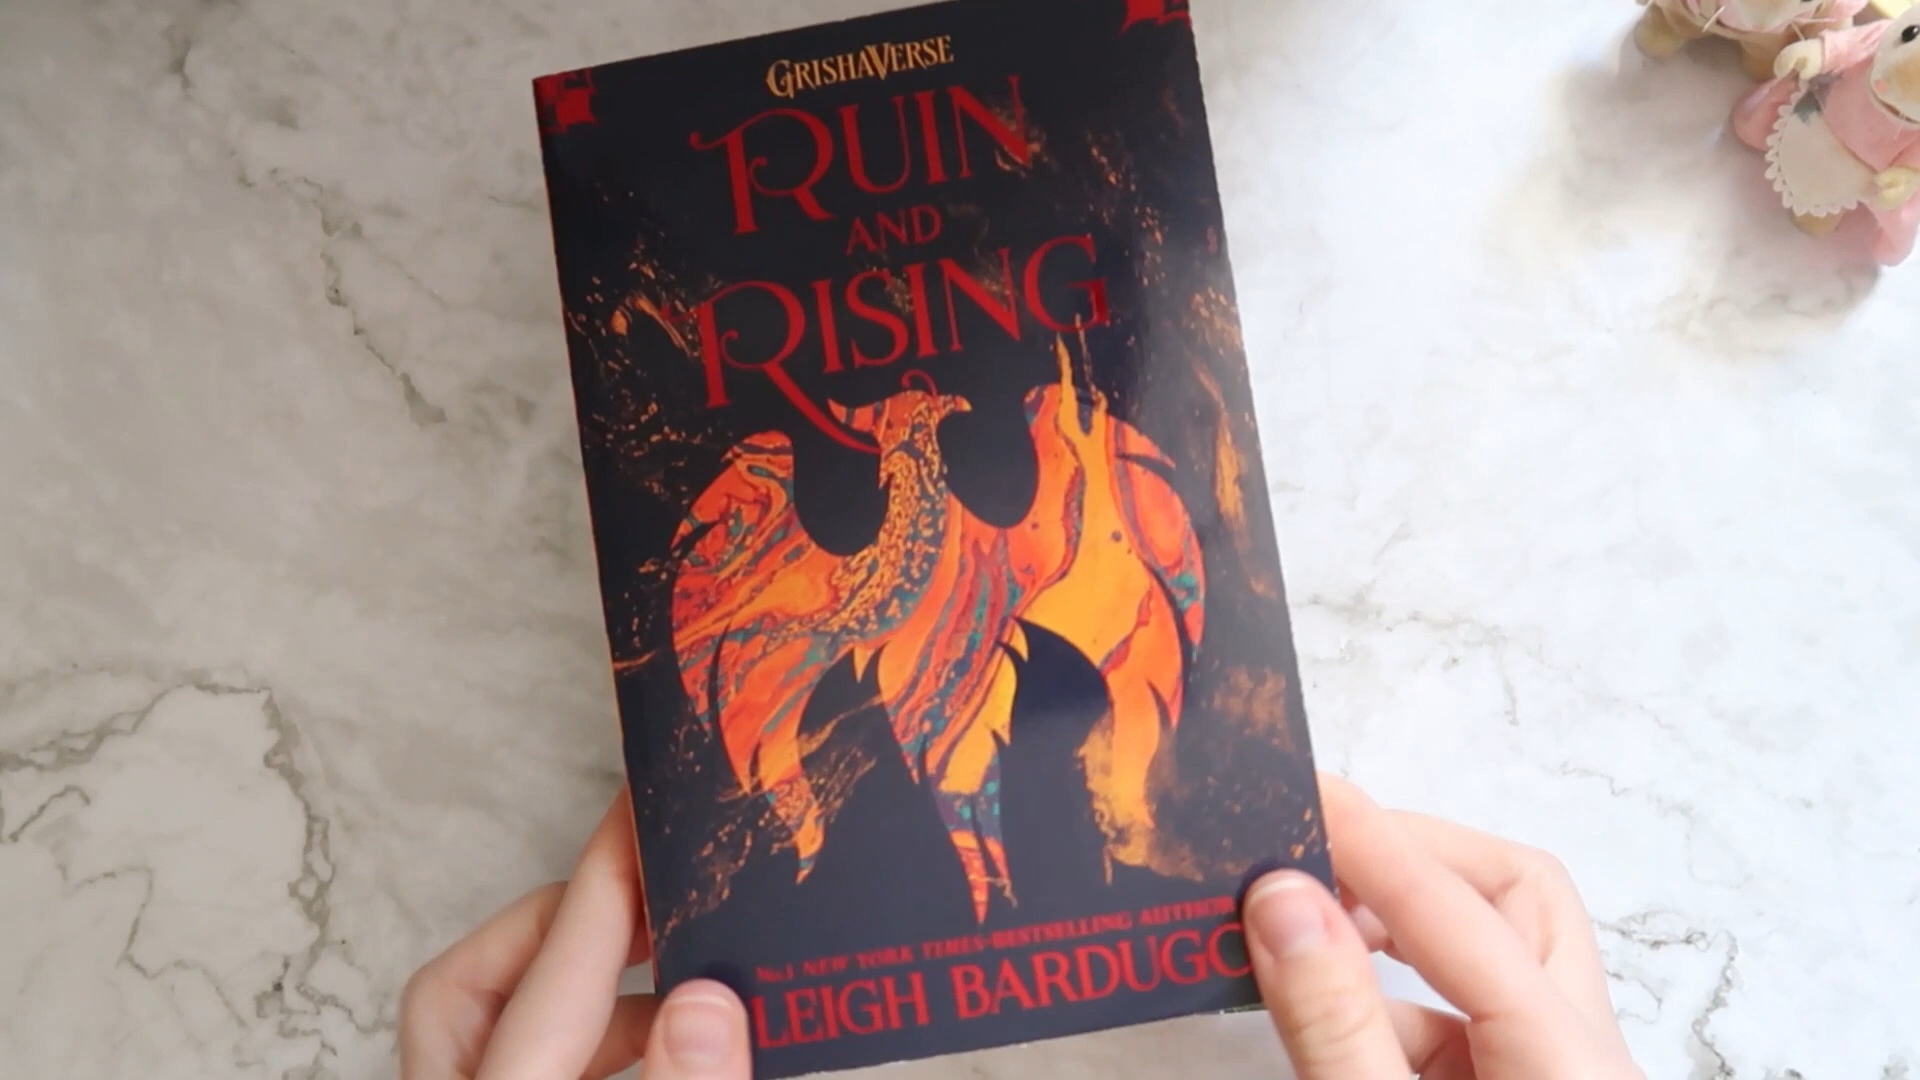 GRISHAVERSE
RUIN
AND
RISING
No.1 NEW YORK TIMES-BESTSELLING AUTHOR
LEIGH BARDUGO